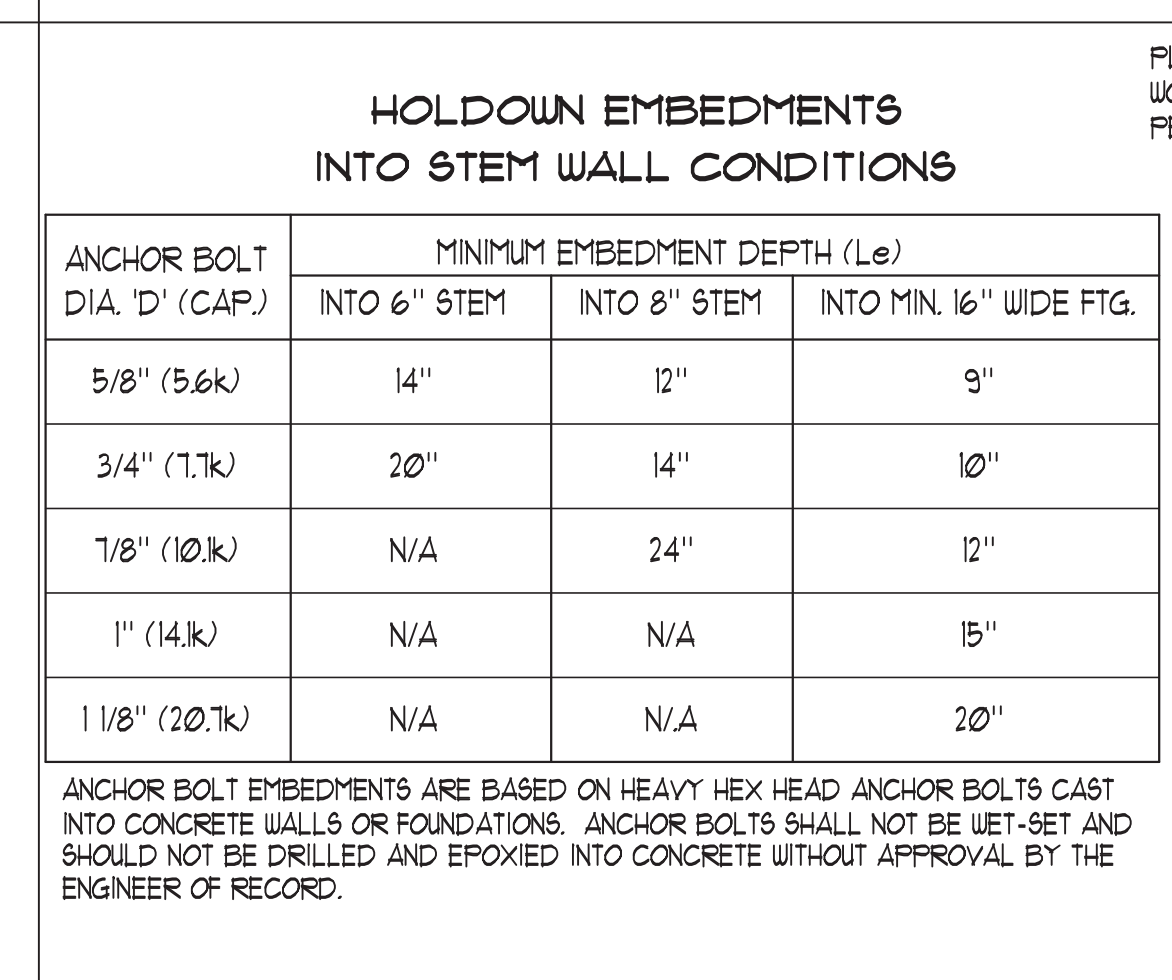 PL
WO
PE
HOLDOWN EMBEDMENTS
INTO STEM WALL CONDITIONS
ANCHOR BOLT
DIA. 'D' (CAP.)
MINIMUM EMBEDMENT DEPTH (Le)
INTO 6" STEM
INTO 8" STEM
INTO MIN. 16" WIDE FTG.
5/8" (5.6k) 14" 12" 9"
3/4" (7.7k) 20" 14" 10"
7/8" (10.1k) N/A 24" 12"
1" (14.1k) N/A N/A 15"
1 1/8" (20.7k) N/A N/.A 20"
ANCHOR BOLT EMBEDMENTS ARE BASED ON HEAVY HEX HEAD ANCHOR BOLTS CAST
INTO CONCRETE WALLS OR FOUNDATIONS. ANCHOR BOLTS SHALL NOT BE WET-SET AND
SHOULD NOT BE DRILLED AND EPOXIED INTO CONCRETE WITHOUT APPROVAL BY THE
ENGINEER OF RECORD.